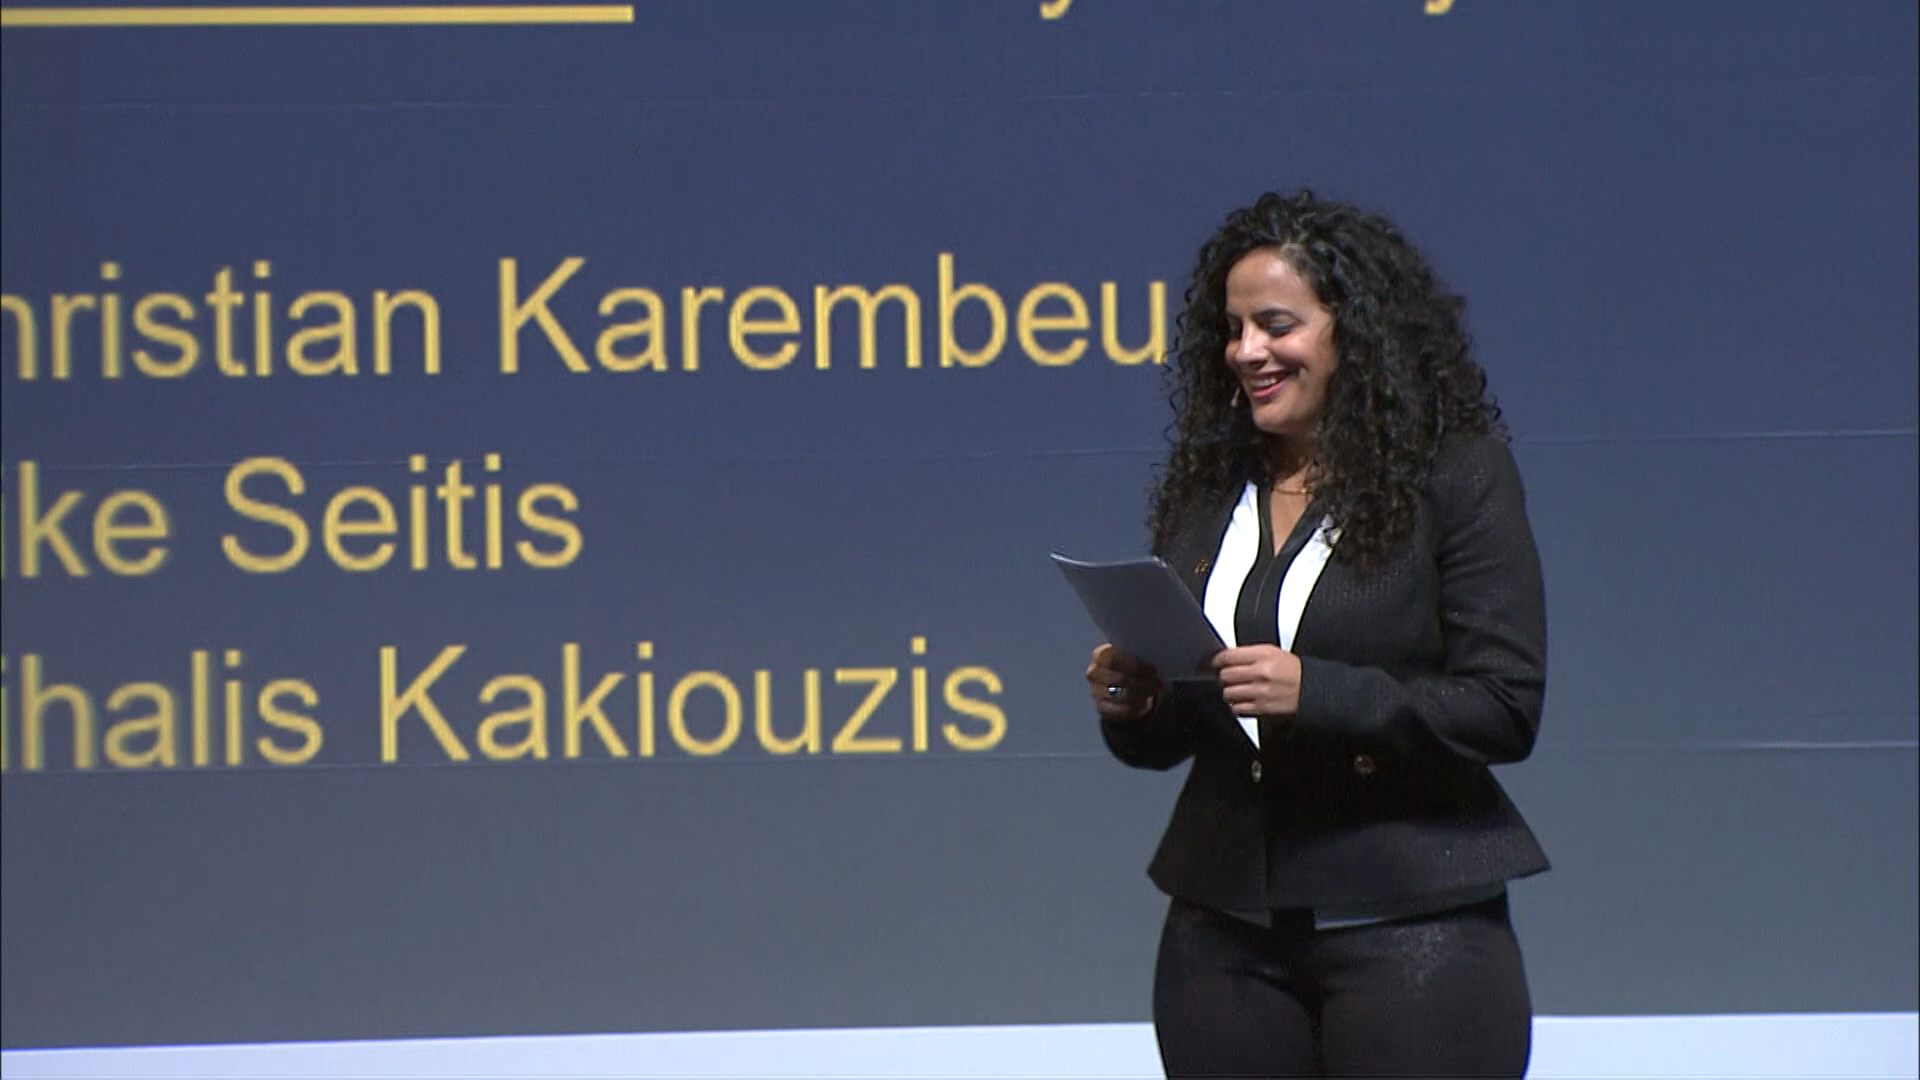 hristian Karembeu
ike Seitis
ihalis Kakiouzis